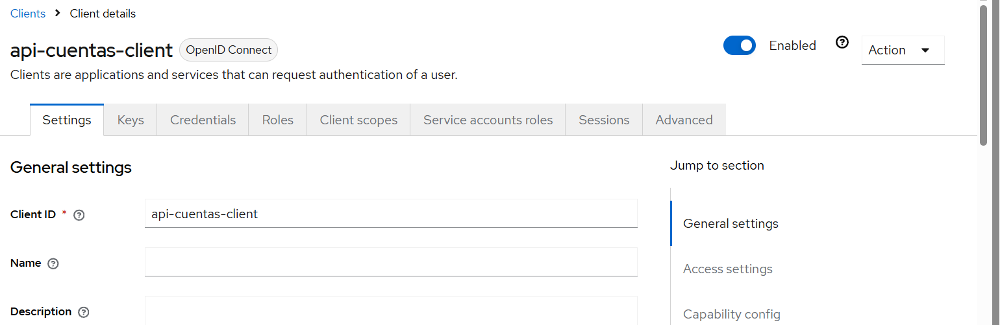 Clients > Client details
api-cuentas-client OpenID Connect
Enabled
Action
Clients are applications and services that can request authentication of a user.
Settings Keys Credentials Roles Client scopes Service accounts roles Sessions Advanced
General settings
Jump to section
Client ID * api-cuentas-client
General settings
Name
Access settings
Description
Capability config